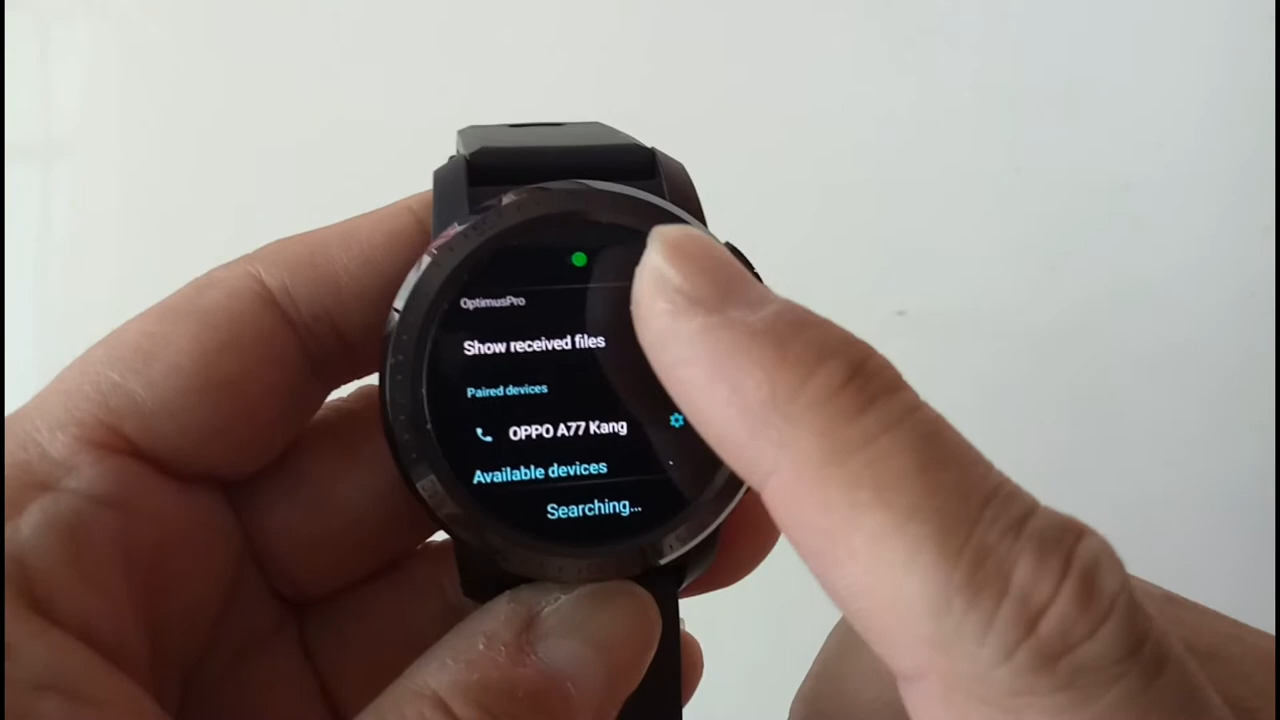 OptimusPro
Show received files
Paired devices
OPPO A77 Kang
Available devices
Searching...